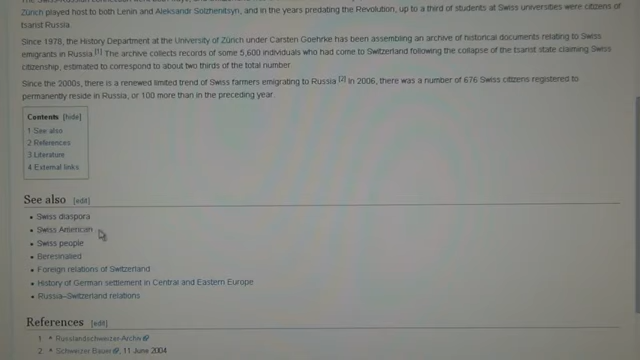 Zürich played host to both Lenin and Aleksandr Solzhenitsyn, and in the years predating the Revolution, up to a third of students at Swiss universities were citizens of
tsarist Russia.
Since 1978, the History Department at the University of Zürich under Carsten Goehrke has been assembling an archive of historical documents relating to Swiss
emigrants in Russia.[1] The archive collects records of some 5,600 individuals who had come to Switzerland following the collapse of the tsarist state claiming Swiss
citizenship, estimated to correspond to about two thirds of the total number.
Since the 2000s, there is a renewed limited trend of Swiss farmers emigrating to Russia.[2] In 2006, there was a number of 676 Swiss citizens registered to
permanently reside in Russia, or 100 more than in the preceding year.
Contents [hide]
1 See also
2 References
3 Literature
4 External links
See also [edit]
• Swiss diaspora
• Swiss American
• Swiss people
• Beresinalied
• Foreign relations of Switzerland
• History of German settlement in Central and Eastern Europe
• Russia–Switzerland relations
References [edit]
1 ^ Russlandschweizer-Archiv
2 ^ Schweizer Bauer, 11 June 2004